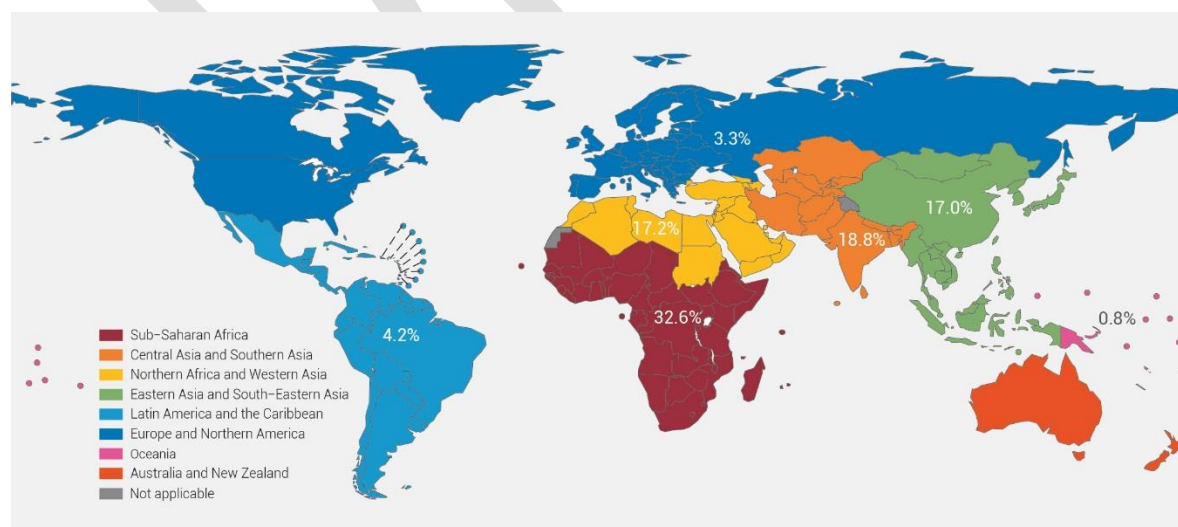 3.3%
17.2%
17.0%
18.8%
32.6%
0.8%
4.2%
Sub-Saharan Africa
Central Asia and Southern Asia
Northern Africa and Western Asia
Eastern Asia and South-Eastern Asia
Latin America and the Caribbean
Europe and Northern America
Oceania
Australia and New Zealand
Not applicable